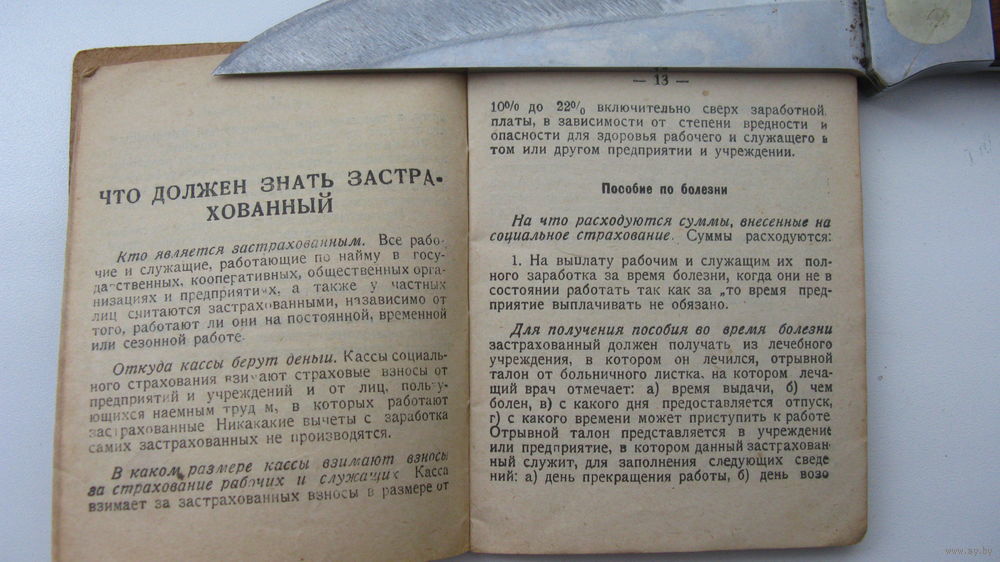 ЧТО ДОЛЖЕН ЗНАТЬ ЗАСТРА-
ХОВАННЫЙ
Кто является застрахованным. Все рабо-
чие и служащие, работающие по найму в госу-
дарственных, кооперативных, общественных орга-
низациях и предприятиях, а также у частных
лиц считаются застрахованными, независимо от
того, работают ли они на постоянной, временной
или сезонной работе.
Откуда кассы берут деньги. Кассы социаль-
ного страхования взимают страховые взносы от
предприятий и учреждений и от лиц, пользу-
ющихся наемным труд м, в которых работают
застрахованные Никакакие вычеты с заработка
самих застрахованных не производятся.
В каком размере кассы взимают взносы
за страхование рабочих и служащих Касса
взимает за застрахованных взносы в размере от
— 13 —
10% до 22% включительно сверх заработной
платы, в зависимости от степени вредности и
опасности для здоровья рабочего и служащего в
том или другом предприятии и учреждении.
Пособие по болезни
На что расходуются суммы, внесенные на
социальное страхование. Суммы расходуются:
1. На выплату рабочим и служащим их пол-
ного заработка за время болезни, когда они не в
состоянии работать так как за „то время пред-
приятие выплачивать не обязано.
Для получения пособия во время болезни
застрахованный должен получать из лечебного
учреждения, в котором он лечился, отрывной
талон от больничного листка, на котором леча-
щий врач отмечает: а) время выдачи, б) чем
болен, в) с какого дня предоставляется отпуск,
г) с какого времени может приступить к работе
Отрывной талон представляется в учреждение
или предприятие, в котором данный застрахован
ный служит, для заполнения следующих сведе
ний: а) день прекращения работы, б) день возо
www.ay.by